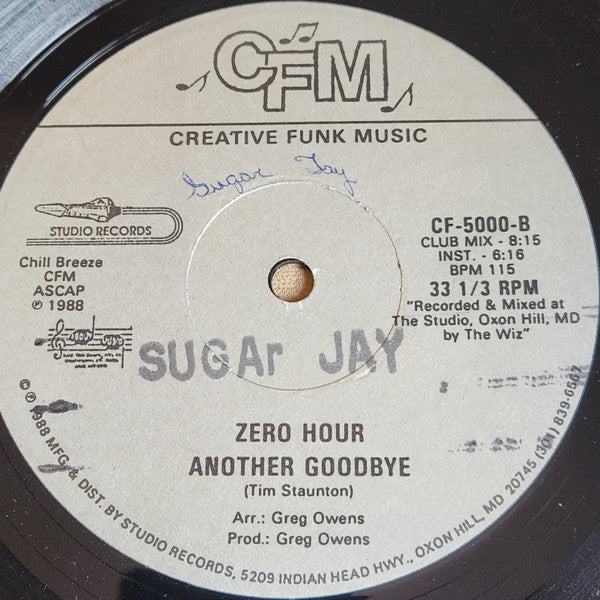 CFM
CREATIVE FUNK MUSIC
Sugar Jay
STUDIO RECORDS
Chill Breeze
CFM
ASCAP
℗ 1988
CF-5000-B
CLUB MIX - 8:15
INST. - 6:16
BPM 115
33 1/3 RPM
"Recorded & Mixed at
The Studio, Oxon Hill, MD
by The Wiz"
SUGAr JAY
ZERO HOUR
ANOTHER GOODBYE
(Tim Staunton)
Arr.: Greg Owens
Prod.: Greg Owens
©℗ 1988 MFG. & DIST. BY STUDIO RECORDS, 5209 INDIAN HEAD HWY., OXON HILL, MD 20745 (301) 839-6567